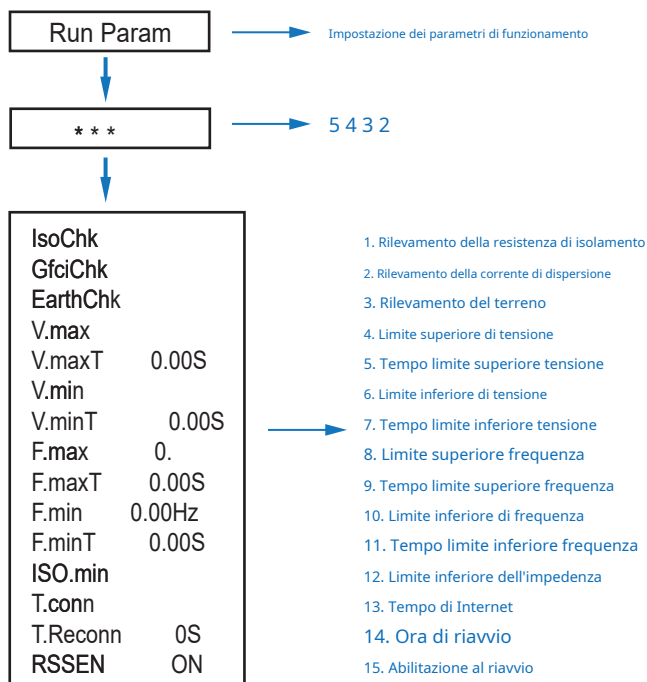 Run Param
Impostazione dei parametri di funzionamento
* * *
5 4 3 2
IsoChk
GfciChk
EarthChk
V.max
V.maxT 0.00S
V.min
V.minT 0.00S
F.max 0.
F.maxT 0.00S
F.min 0.00Hz
F.minT 0.00S
ISO.min
T.conn
T.Reconn 0S
RSSEN ON
1. Rilevamento della resistenza di isolamento
2. Rilevamento della corrente di dispersione
3. Rilevamento del terreno
4. Limite superiore di tensione
5. Tempo limite superiore tensione
6. Limite inferiore di tensione
7. Tempo limite inferiore tensione
8. Limite superiore frequenza
9. Tempo limite superiore frequenza
10. Limite inferiore di frequenza
11. Tempo limite inferiore frequenza
12. Limite inferiore dell'impedenza
13. Tempo di Internet
14. Ora di riavvio
15. Abilitazione al riavvio